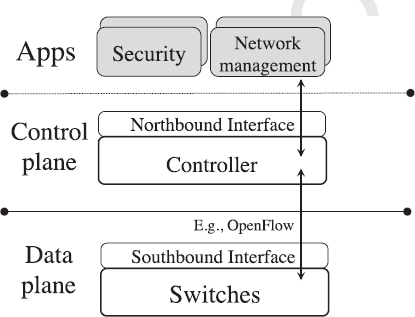 Apps
Security
Network
management
Control
plane
Northbound Interface
Controller
E.g., OpenFlow
Data
plane
Southbound Interface
Switches